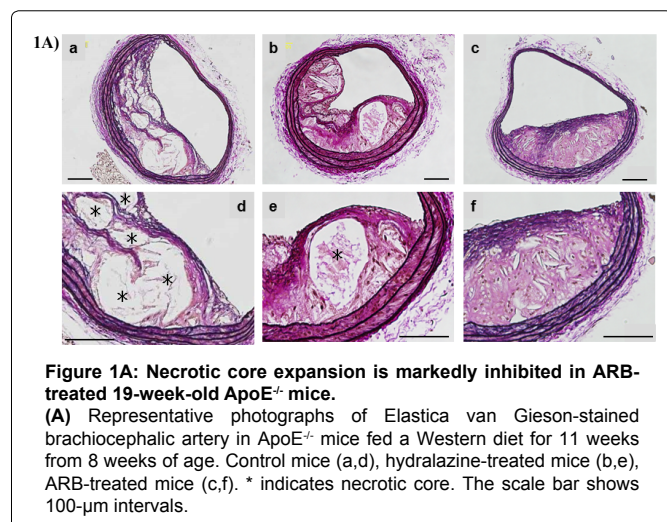 1A)
a
b
c
d
e
f
*
*
*
*
*
*
Figure 1A: Necrotic core expansion is markedly inhibited in ARB-
treated 19-week-old ApoE-/- mice.
(A) Representative photographs of Elastica van Gieson-stained
brachiocephalic artery in ApoE-/- mice fed a Western diet for 11 weeks
from 8 weeks of age. Control mice (a,d), hydralazine-treated mice (b,e),
ARB-treated mice (c,f). * indicates necrotic core. The scale bar shows
100-µm intervals.